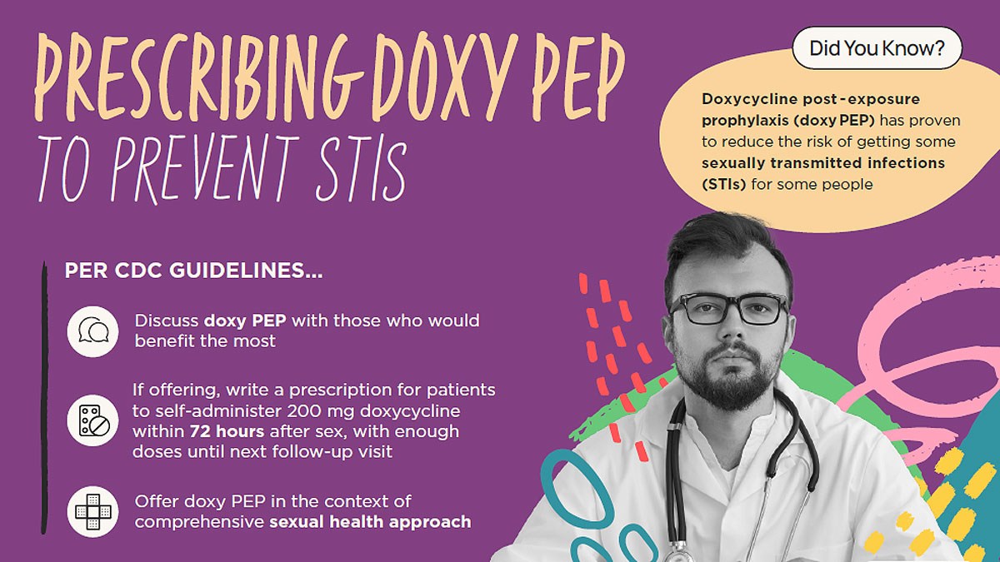 PRESCRIBING DOXY PEP
TO PREVENT STIS
Did You Know?
Doxycycline post-exposure
prophylaxis (doxy PEP) has proven
to reduce the risk of getting some
sexually transmitted infections
(STIs) for some people
PER CDC GUIDELINES...
Discuss doxy PEP with those who would
benefit the most
If offering, write a prescription for patients
to self-administer 200 mg doxycycline
within 72 hours after sex, with enough
doses until next follow-up visit
Offer doxy PEP in the context of
comprehensive sexual health approach